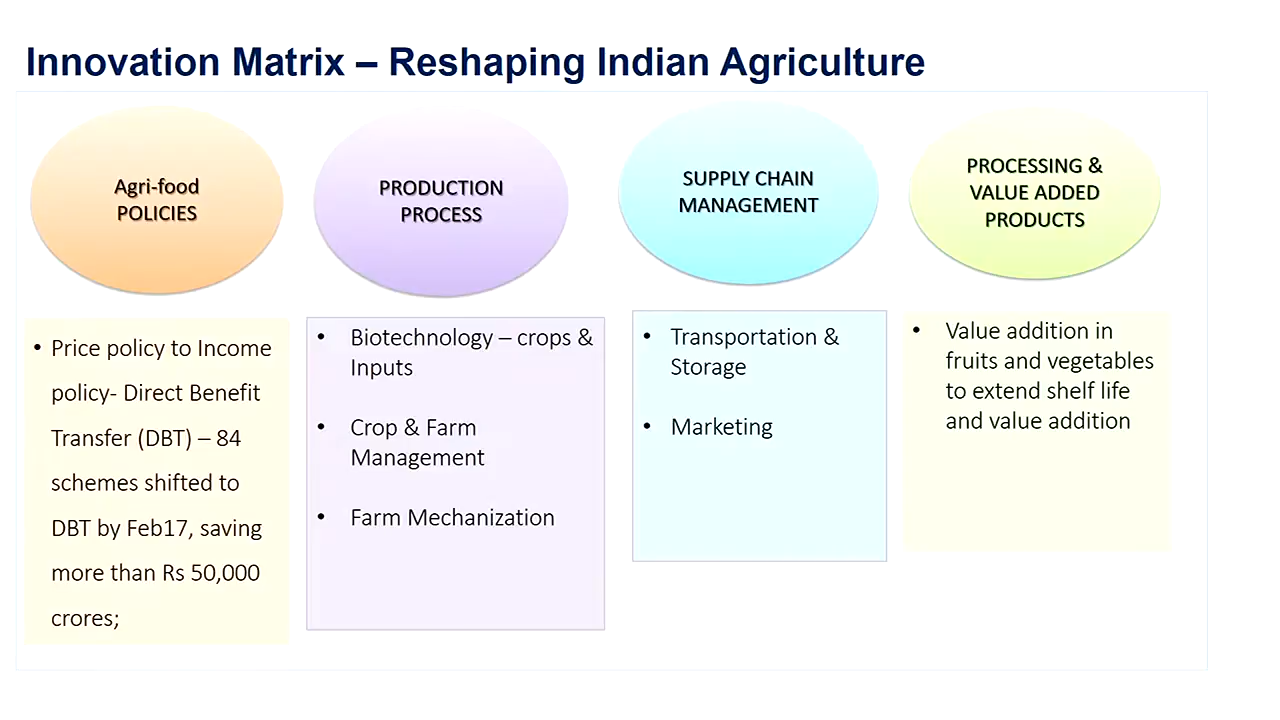 Innovation Matrix – Reshaping Indian Agriculture
Agri-food
POLICIES
• Price policy to Income
policy- Direct Benefit
Transfer (DBT) – 84
schemes shifted to
DBT by Feb17, saving
more than Rs 50,000
crores;
PRODUCTION
PROCESS
• Biotechnology – crops &
Inputs
• Crop & Farm
Management
• Farm Mechanization
SUPPLY CHAIN
MANAGEMENT
• Transportation &
Storage
• Marketing
PROCESSING &
VALUE ADDED
PRODUCTS
• Value addition in
fruits and vegetables
to extend shelf life
and value addition